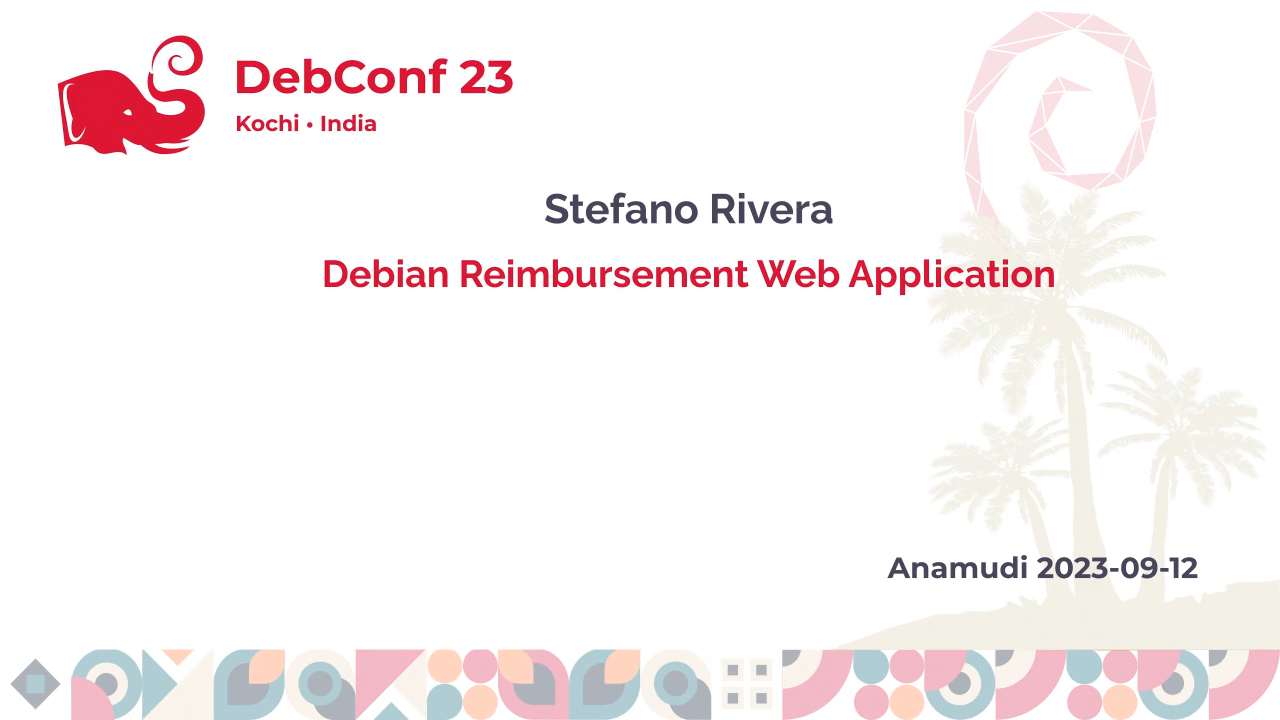 DebConf 23
Kochi • India
Stefano Rivera
Debian Reimbursement Web Application
Anamudi 2023-09-12